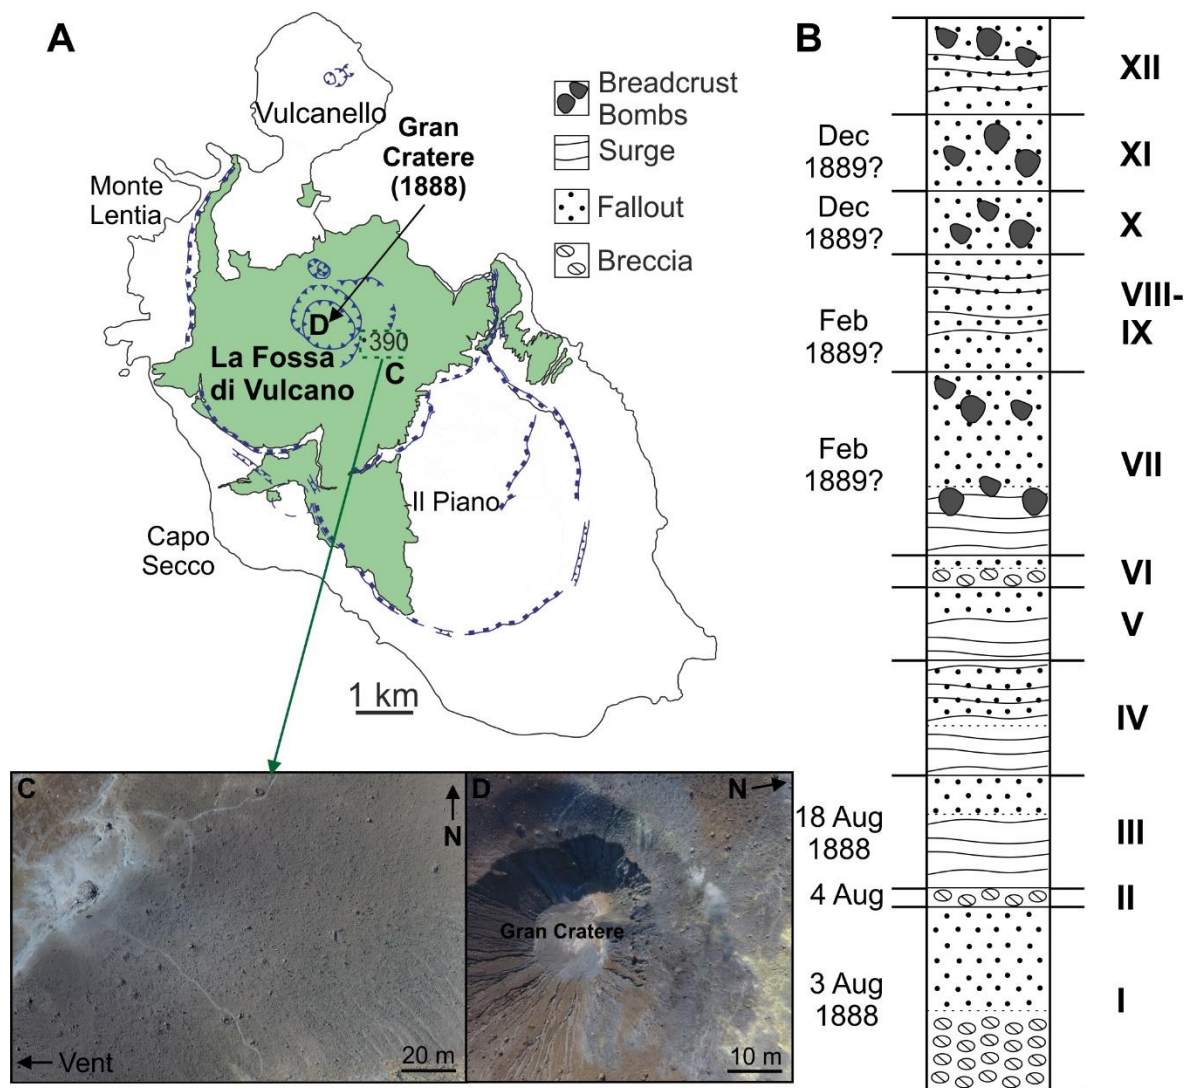 A
Vulcanello
Gran
Cratere
(1888)
Monte
Lentia
D
390
C
La Fossa
di Vulcano
Il Piano
Capo
Secco
1 km
Breadcrust
Bombs
Surge
Fallout
Breccia
B
XII
Dec
1889?
XI
Dec
1889?
X
Feb
1889?
VIII-
IX
Feb
1889?
VII
VI
V
IV
18 Aug
1888
III
4 Aug
II
3 Aug
1888
I
C
N
Vent
20 m
D
N
Gran Cratere
10 m